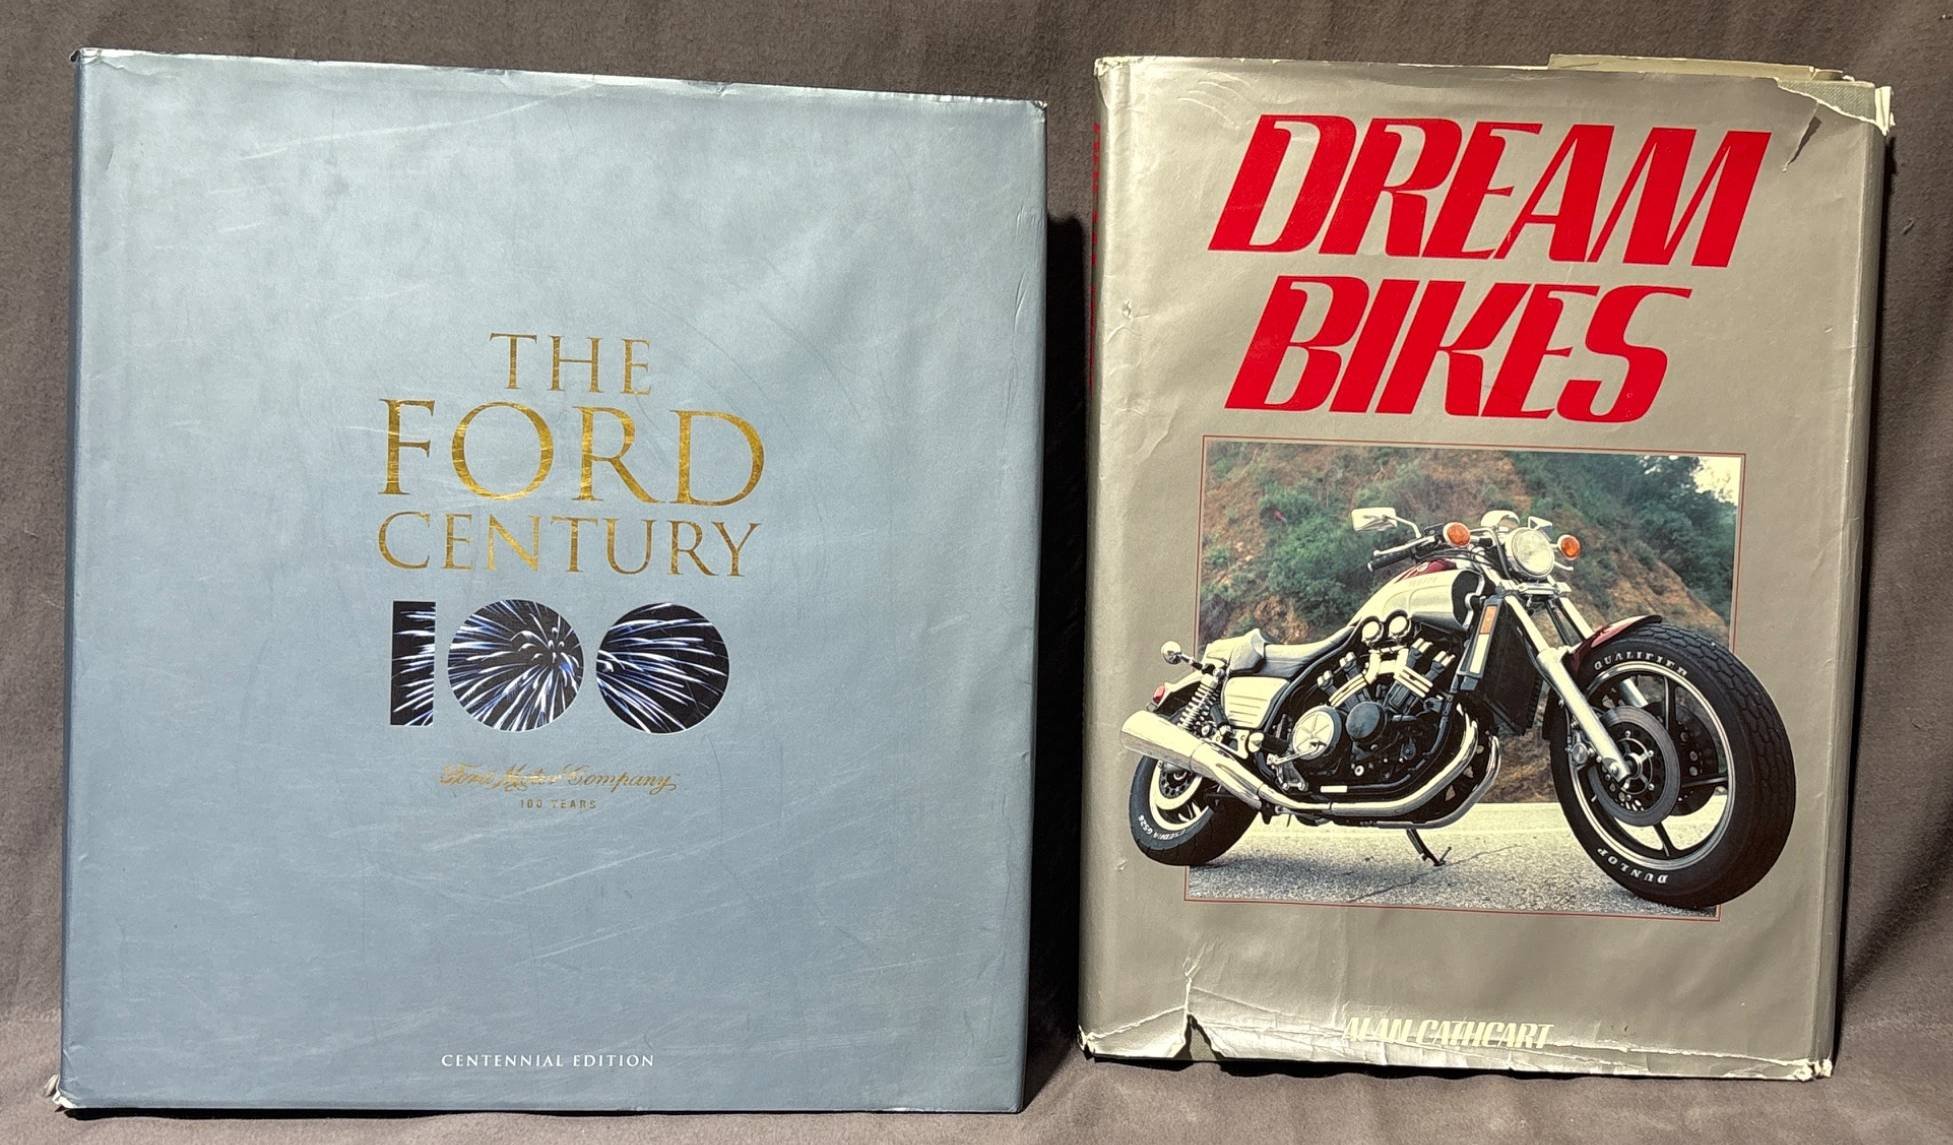 THE
FORD
CENTURY
100
Ford Motor Company
100 YEARS
CENTENNIAL EDITION
DREAM
BIKES
QUALIFIER
DUNLOP
ALAN CATHCART